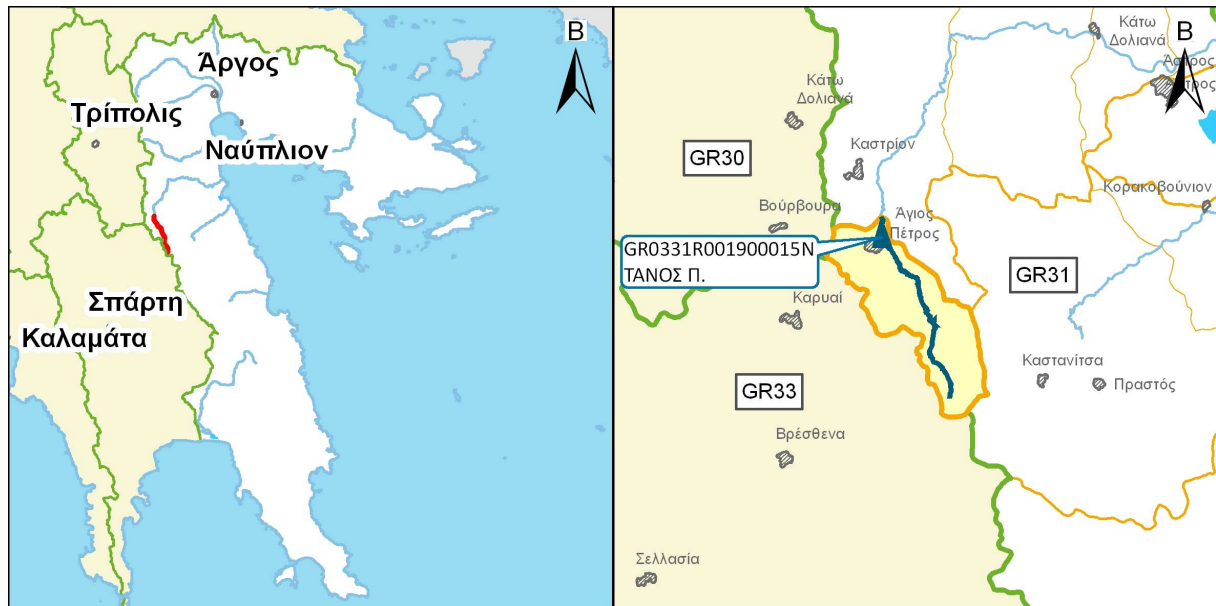 Β
Άργος
Τρίπολις
Ναύπλιον
Σπάρτη
Καλαμάτα
Κάτω
Δολιανά
Β
Άστρος
Κάτω
Δολιανά
GR30
Καστρίον
Κορακοβούνιον
Βούρβουρα
Άγιος
Πέτρος
GR0331R001900015N
ΤΑΝΟΣ Π.
GR31
Καρυαί
Καστανίτσα
Πραστός
GR33
Βρέσθενα
Σελλασία